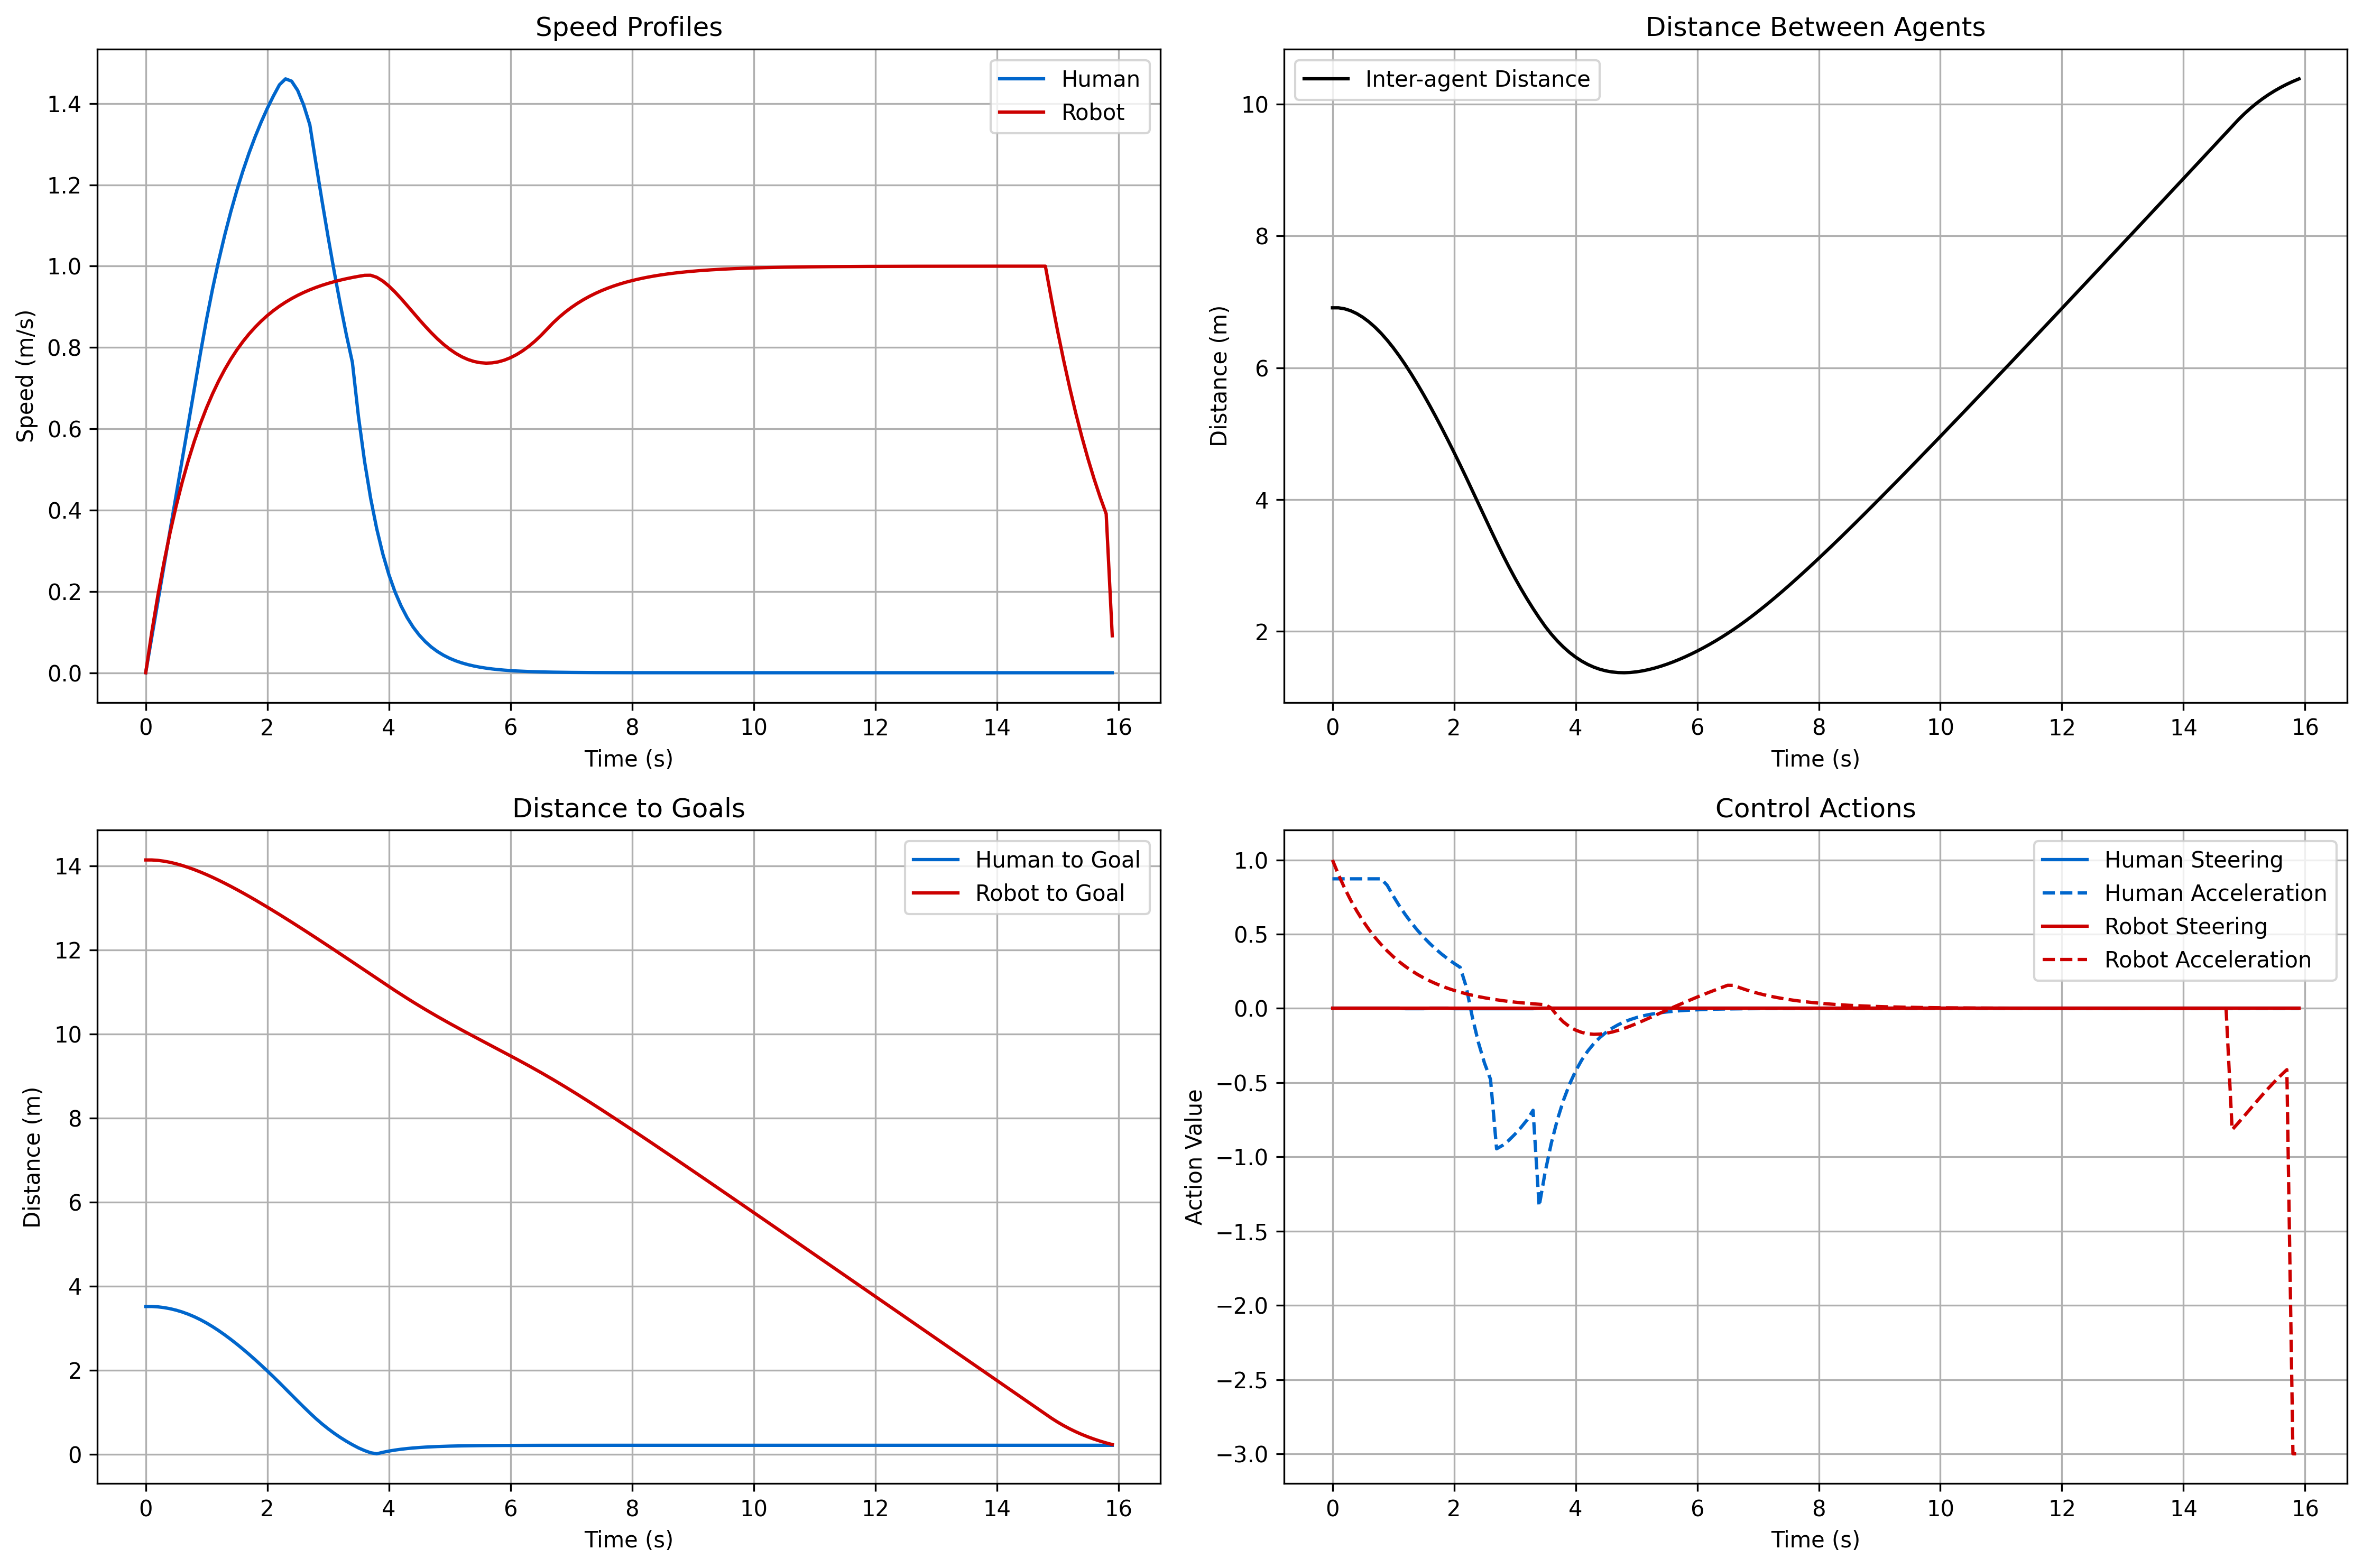 Speed Profiles
Human
Robot
1.4
1.2
1.0
0.8
0.6
0.4
0.2
0.0
Speed (m/s)
0 2 4 6 8 10 12 14 16
Time (s)
Distance Between Agents
Inter-agent Distance
10
8
6
4
2
Distance (m)
0 2 4 6 8 10 12 14 16
Time (s)
Distance to Goals
Human to Goal
Robot to Goal
14
12
10
8
6
4
2
0
Distance (m)
0 2 4 6 8 10 12 14 16
Time (s)
Control Actions
Human Steering
Human Acceleration
Robot Steering
Robot Acceleration
1.0
0.5
0.0
−0.5
−1.0
−1.5
−2.0
−2.5
−3.0
Action Value
0 2 4 6 8 10 12 14 16
Time (s)